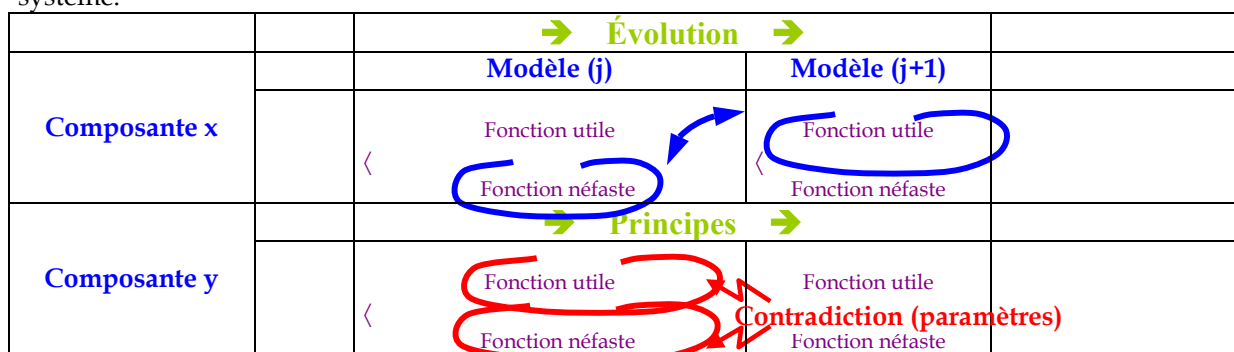 système.
➔ Évolution ➔
Modèle (j) Modèle (j+1)
Composante x
Fonction utile Fonction utile
〈 〈
Fonction néfaste Fonction néfaste
➔ Principes ➔
Composante y
Fonction utile Fonction utile
〈 Contradiction (paramètres)
Fonction néfaste Fonction néfaste